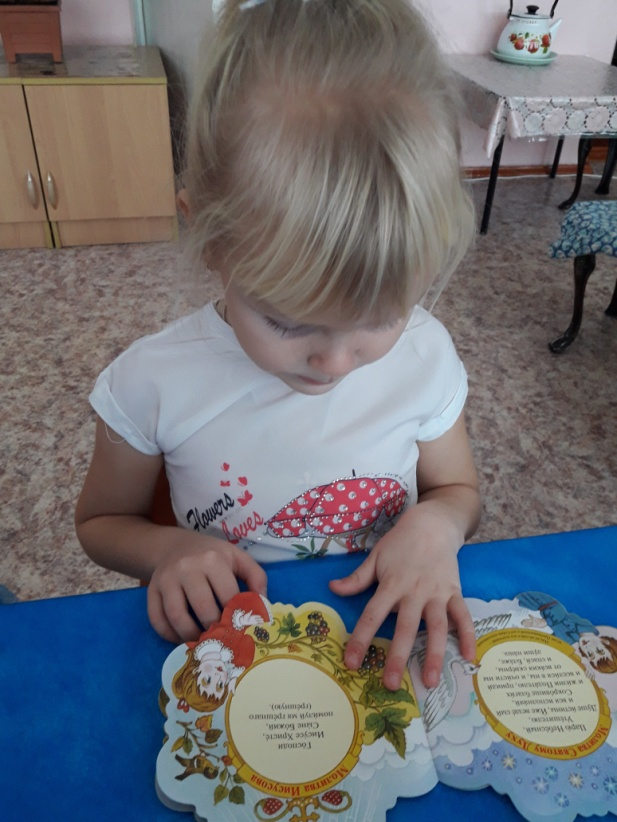 Flowers
Loves
Молитва Иисусова
Господи
Иисусе Христе,
Сыне Божий,
помилуй мя грешнаго
(грешную).
Молитва Святому Духу
Царю Небесный,
Утешителю,
Душе истины, Иже везде сый
и вся исполняяй,
Сокровище благих
и жизни Подателю, прииди
и вселися в ны, и очисти ны
от всякия скверны,
и спаси, Блаже,
души наша.